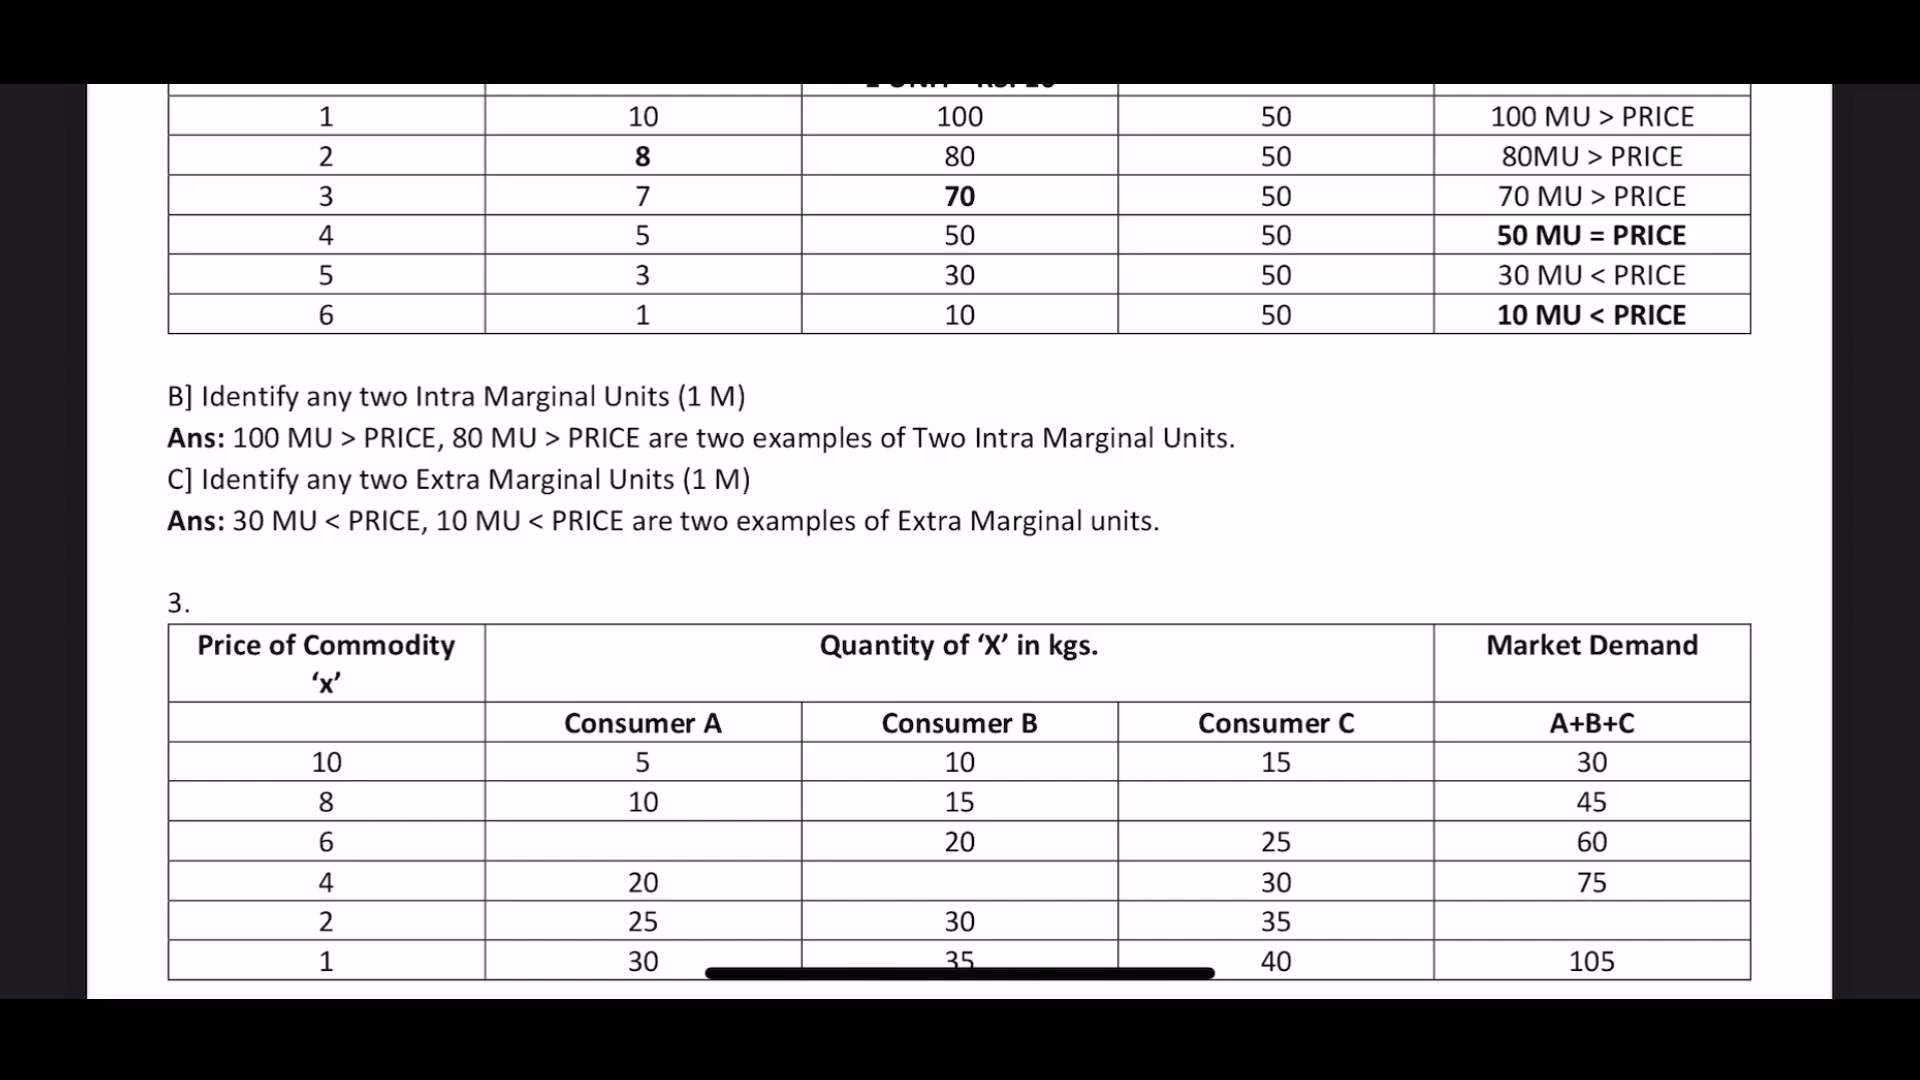 1 10 100 50 100 MU > PRICE
2 8 80 50 80MU > PRICE
3 7 70 50 70 MU > PRICE
4 5 50 50 50 MU = PRICE
5 3 30 50 30 MU < PRICE
6 1 10 50 10 MU < PRICE
B] Identify any two Intra Marginal Units (1 M)
Ans: 100 MU > PRICE, 80 MU > PRICE are two examples of Two Intra Marginal Units.
C] Identify any two Extra Marginal Units (1 M)
Ans: 30 MU < PRICE, 10 MU < PRICE are two examples of Extra Marginal units.
3.
Price of Commodity Quantity of ‘X’ in kgs. Market Demand
‘x’
Consumer A Consumer B Consumer C A+B+C
10 5 10 15 30
8 10 15 45
6 20 25 60
4 20 30 75
2 25 30 35
1 30 35 40 105